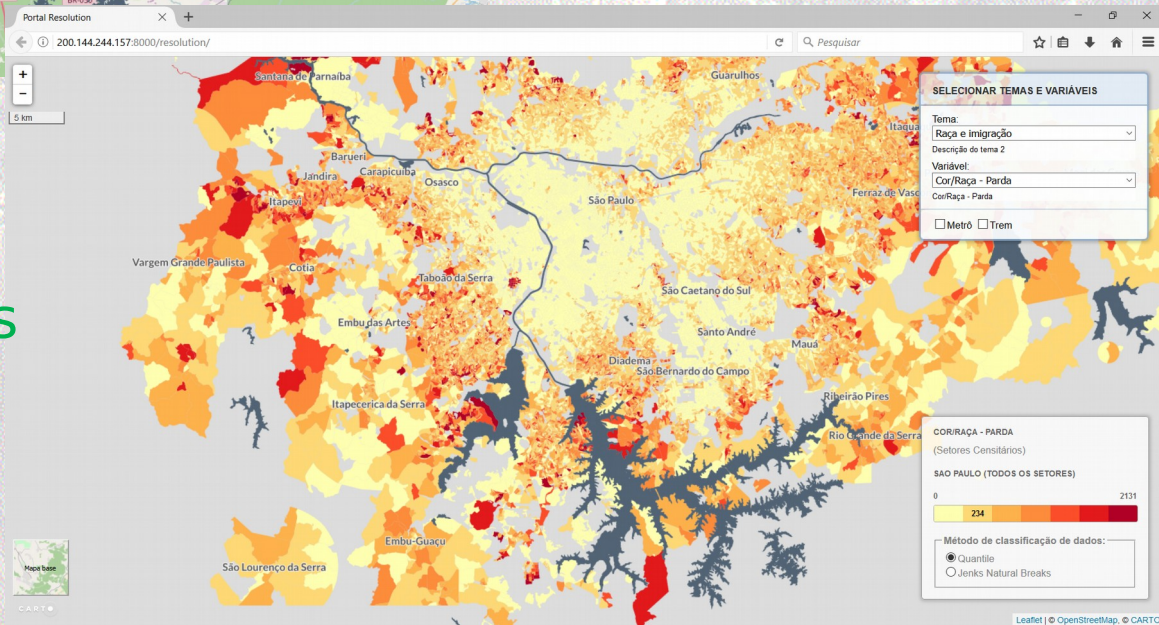 BR-050
Portal Resolution
200.144.244.157:8000/resolution/
Pesquisar
+
−
5 km
Santana de Parnaíba
Guarulhos
Itaqua
Barueri
Jandira
Carapicuíba
Osasco
Itapevi
São Paulo
Ferraz de Vasc
Vargem Grande Paulista
Cotia
Taboão da Serra
São Caetano do Sul
Embu das Artes
Santo André
Mauá
Diadema
São Bernardo do Campo
Itapecerica da Serra
Ribeirão Pires
Rio Grande da Serra
Embu-Guaçu
São Lourenço da Serra
s
SELECIONAR TEMAS E VARIÁVEIS
Tema:
Raça e imigração
Descrição do tema 2
Variável:
Cor/Raça - Parda
Cor/Raça - Parda
Metrô Trem
COR/RAÇA - PARDA
(Setores Censitários)
SAO PAULO (TODOS OS SETORES)
0 2131
234
Método de classificação de dados:
Quantile
Jenks Natural Breaks
Mapa base
CARTO
Leaflet | © OpenStreetMap, © CARTO